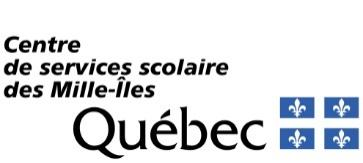 Centre
de services scolaire
des Mille-Îles
Québec